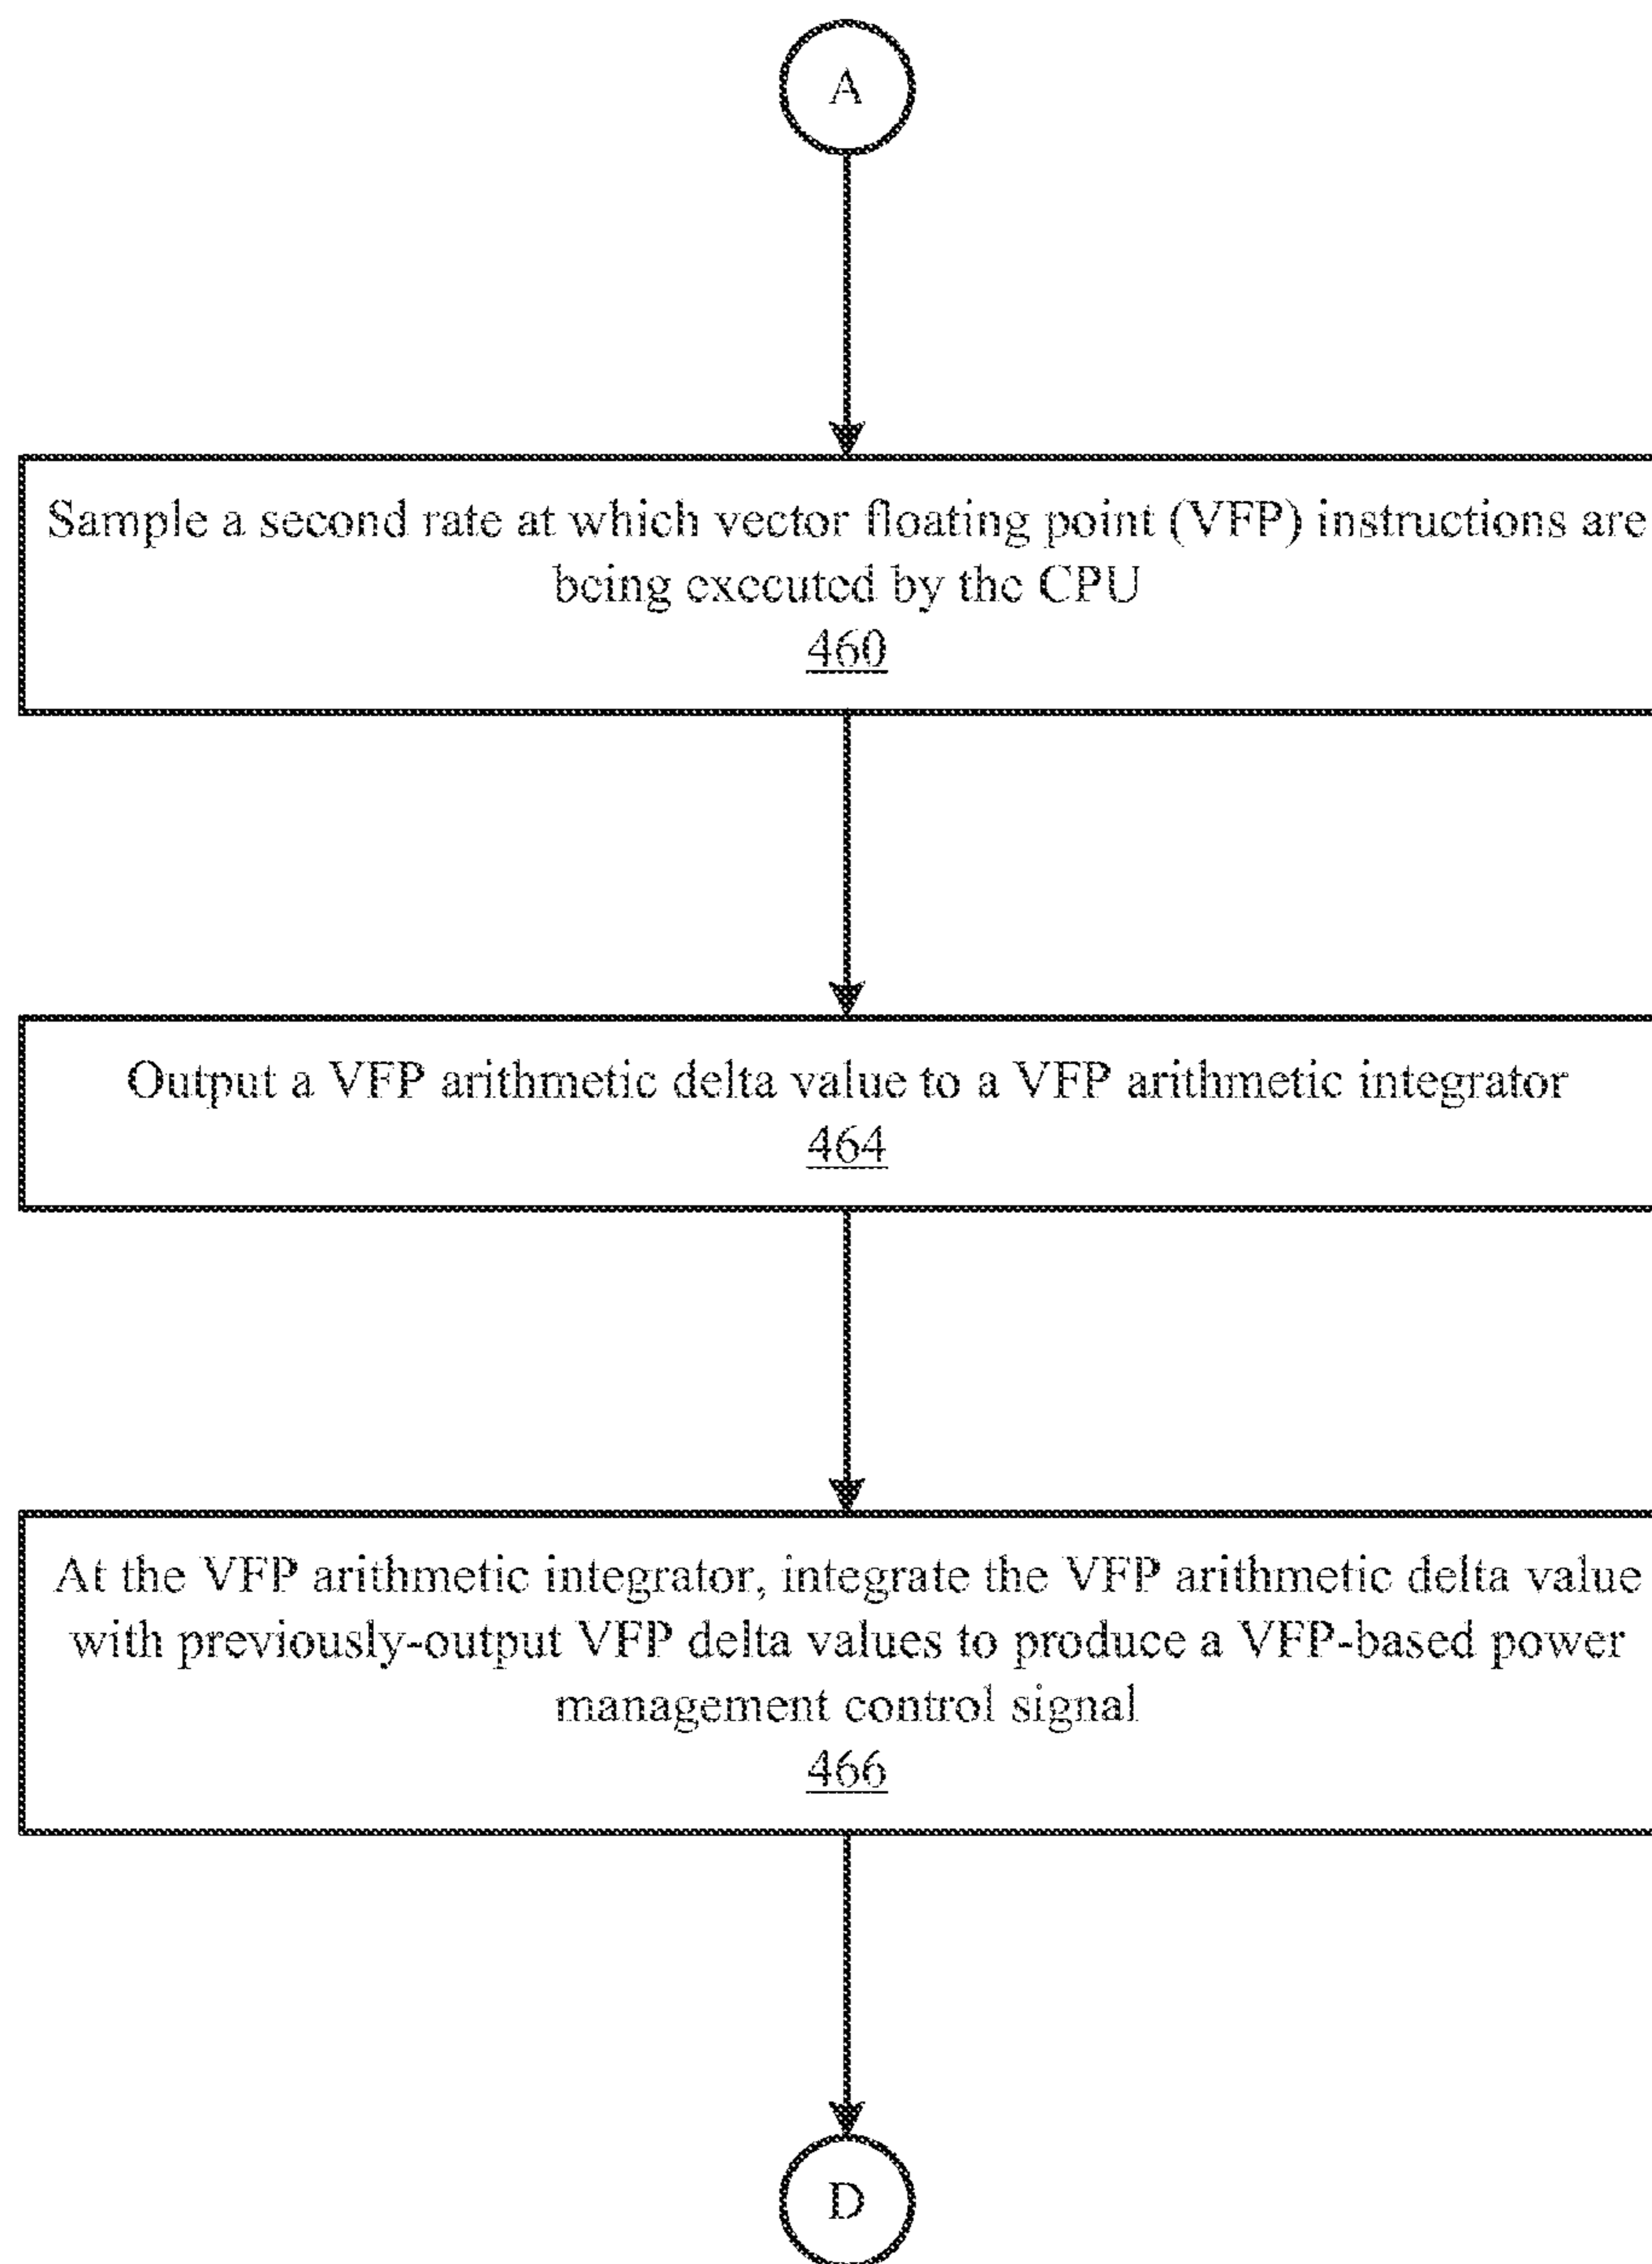 A
Sample a second rate at which vector floating point (VFP) instructions are
being executed by the CPU
460
Output a VFP arithmetic delta value to a VFP arithmetic integrator
464
At the VFP arithmetic integrator, integrate the VFP arithmetic delta value
with previously-output VFP delta values to produce a VFP-based power
management control signal
466
D